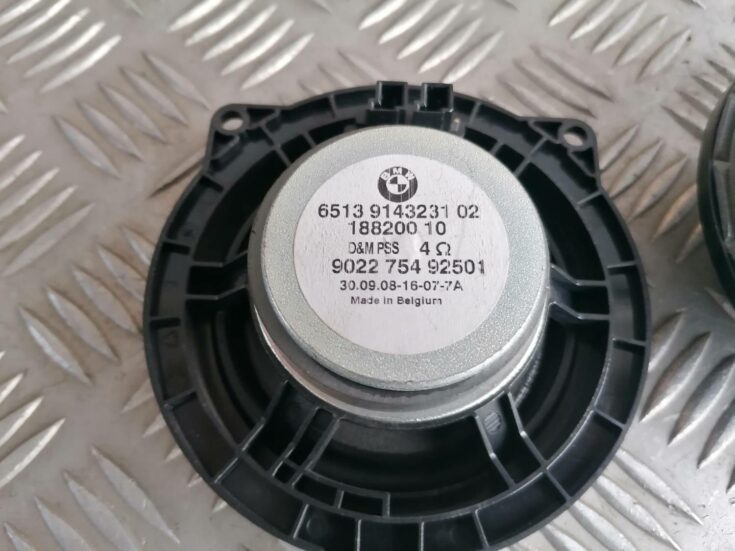 BMW
6513 9143231 02
188200 10
D&M PSS 4 Ω
9022 754 92501
30.09.08-16-07-7A
Made in Belgium